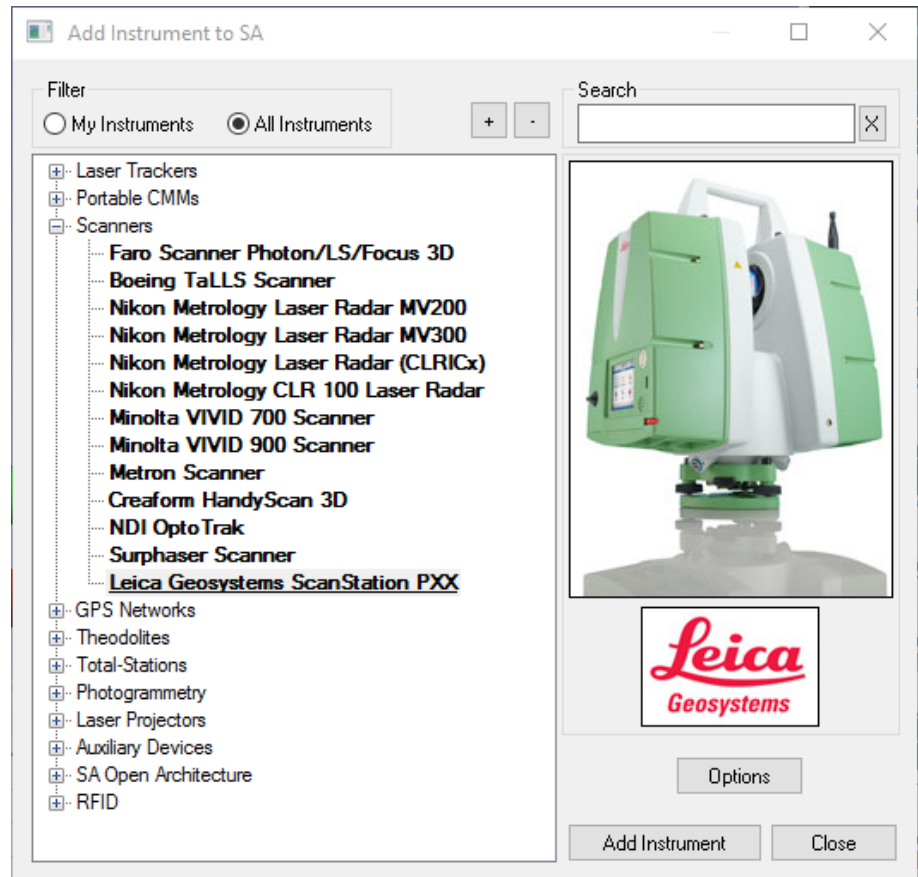 Add Instrument to SA
Filter
My Instruments
All Instruments
+
-
Search
X
Laser Trackers
Portable CMMs
Scanners
Faro Scanner Photon/LS/Focus 3D
Boeing TaLLS Scanner
Nikon Metrology Laser Radar MV200
Nikon Metrology Laser Radar MV300
Nikon Metrology Laser Radar (CLRICx)
Nikon Metrology CLR 100 Laser Radar
Minolta VIVID 700 Scanner
Minolta VIVID 900 Scanner
Metron Scanner
Creaform HandyScan 3D
NDI OptoTrak
Surphaser Scanner
Leica Geosystems ScanStation PXX
GPS Networks
Theodolites
Total-Stations
Photogrammetry
Laser Projectors
Auxiliary Devices
SA Open Architecture
RFID
Leica
Geosystems
Options
Add Instrument
Close